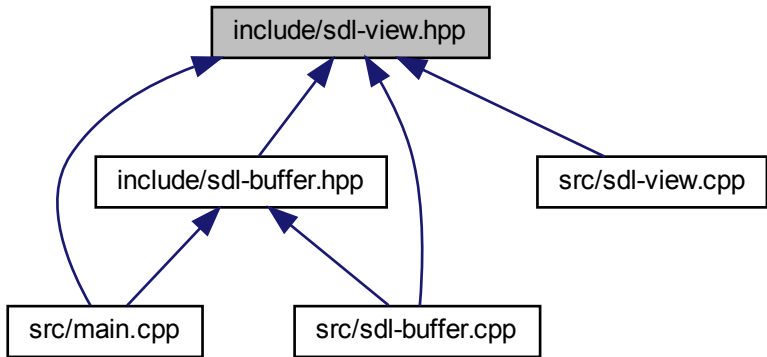 include/sdl-view.hpp
include/sdl-buffer.hpp
src/sdl-view.cpp
src/main.cpp
src/sdl-buffer.cpp